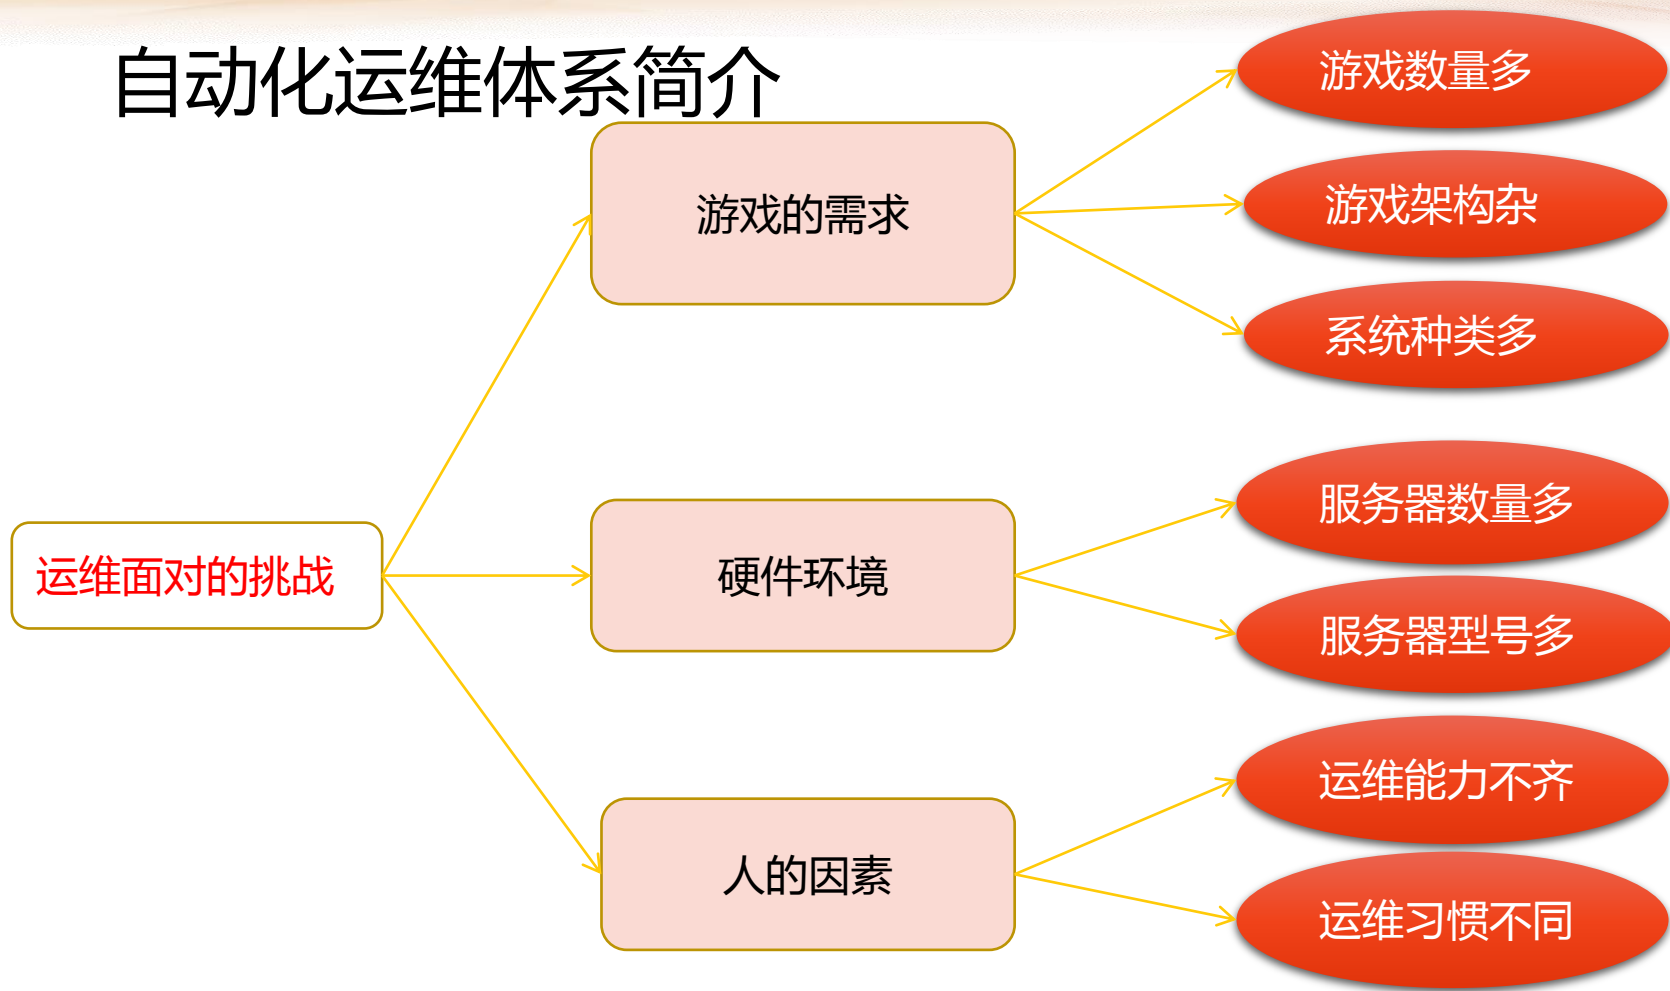 自动化运维体系简介
游戏数量多
游戏的需求
游戏架构杂
系统种类多
运维面对的挑战
硬件环境
服务器数量多
服务器型号多
人的因素
运维能力不齐
运维习惯不同